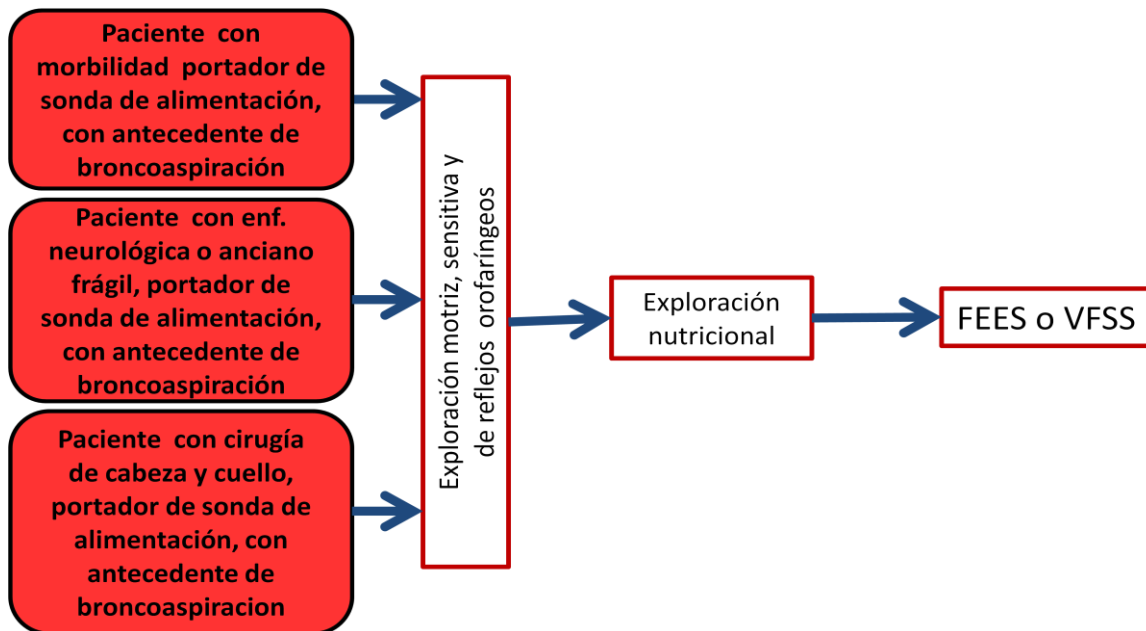 Paciente con
morbilidad portador de
sonda de alimentación,
con antecedente de
broncoaspiración
Paciente con enf.
neurológica o anciano
frágil, portador de
sonda de alimentación,
con antecedente de
broncoaspiración
Paciente con cirugía
de cabeza y cuello,
portador de sonda de
alimentación, con
antecedente de
broncoaspiracion
Exploración motriz, sensitiva y
de reflejos orofaríngeos
Exploración
nutricional
FEES o VFSS